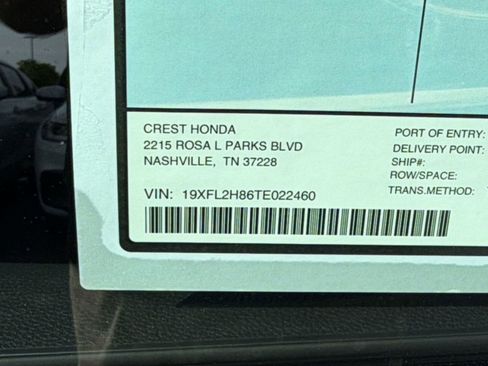 CREST HONDA
2215 ROSA L PARKS BLVD
NASHVILLE, TN 37228
VIN: 19XFL2H86TE022460
PORT OF ENTRY:
DELIVERY POINT:
SHIP#:
ROW/SPACE:
TRANS.METHOD: